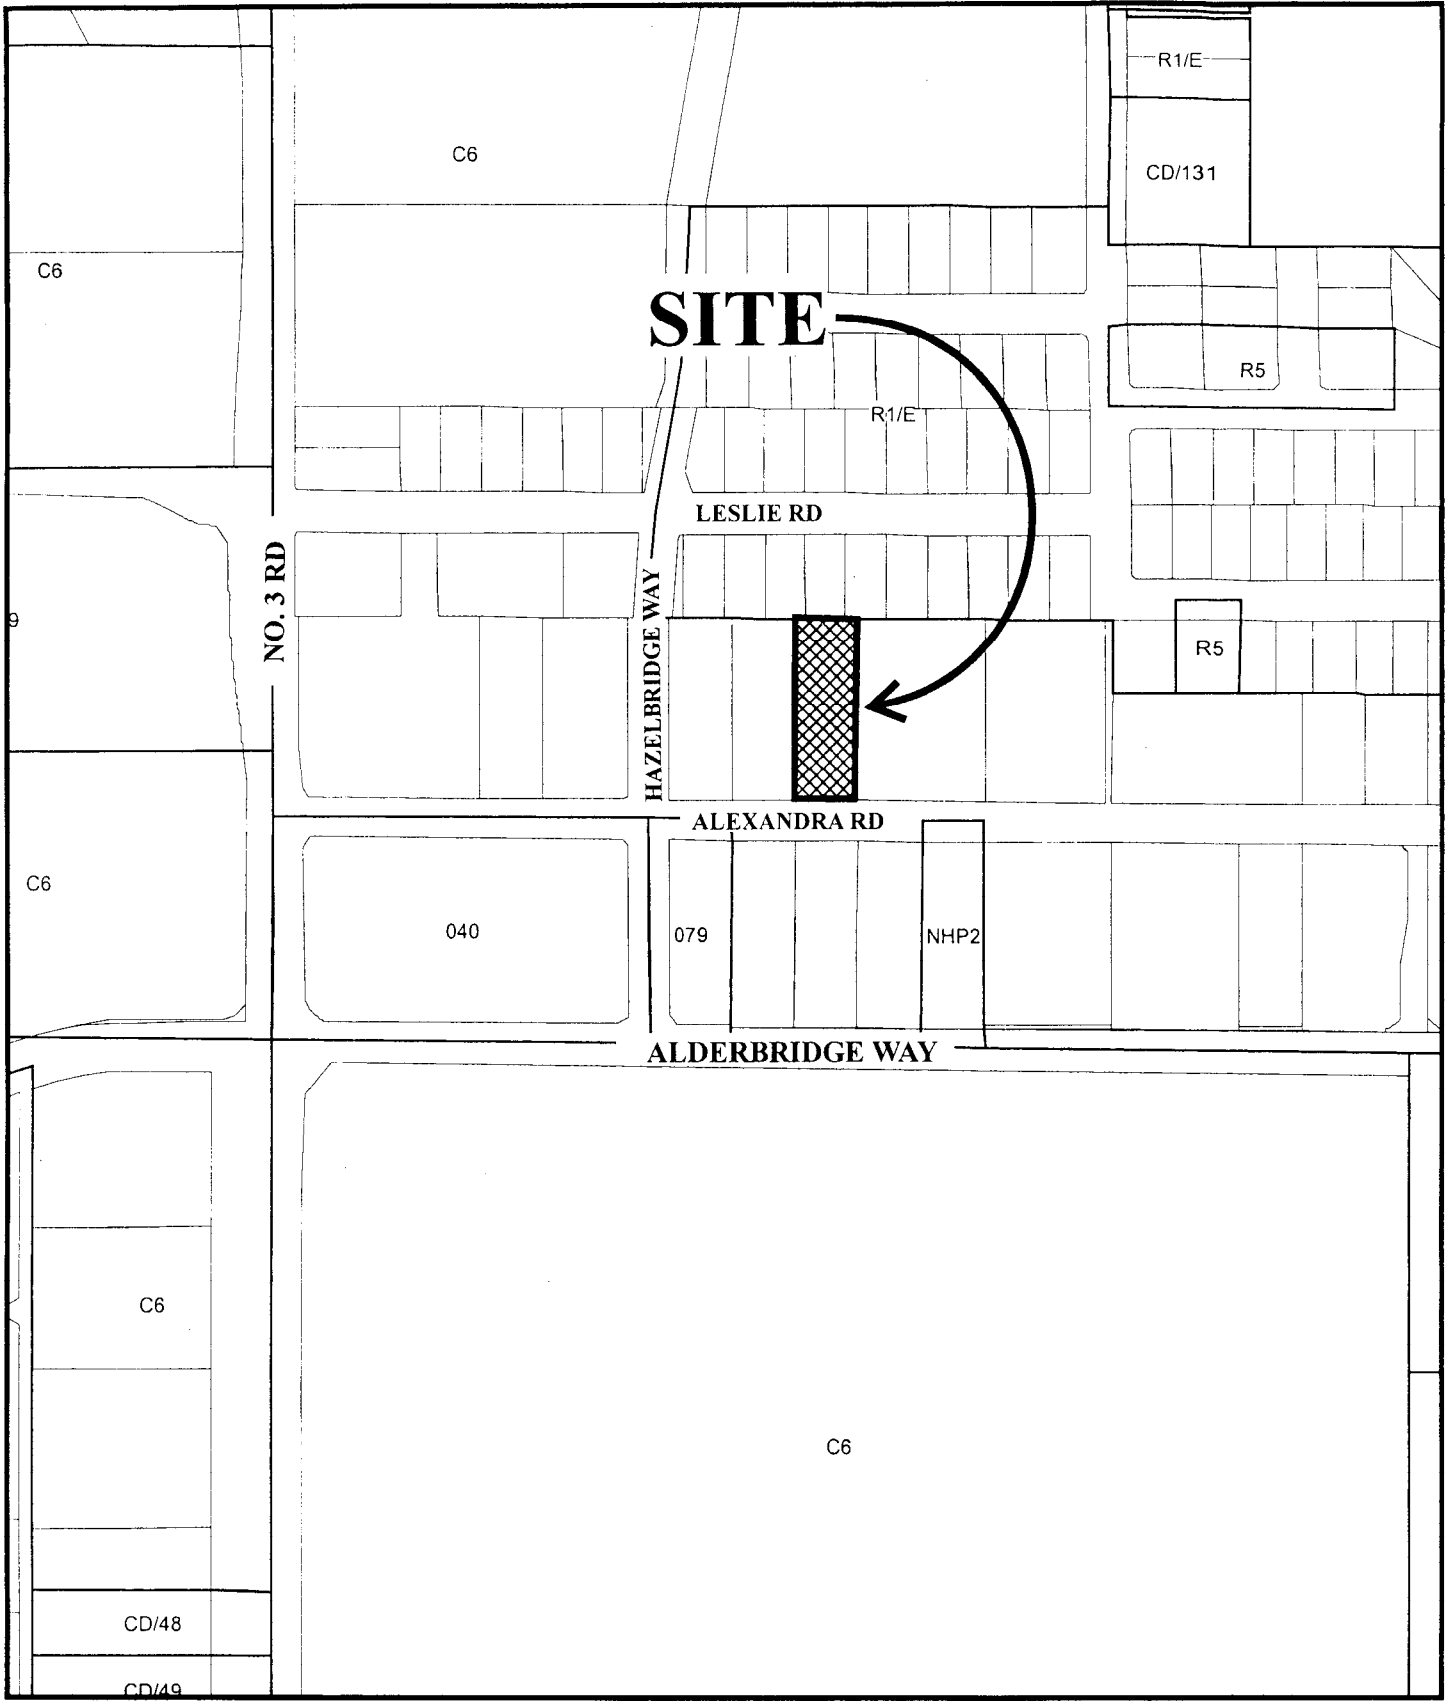 R1/E
C6
CD/131
C6
SITE
R5
R1/E
LESLIE RD
NO. 3 RD
HAZELBRIDGE WAY
9
R5
ALEXANDRA RD
C6
040
079
NHP2
ALDERBRIDGE WAY
C6
C6
CD/48
CD/49